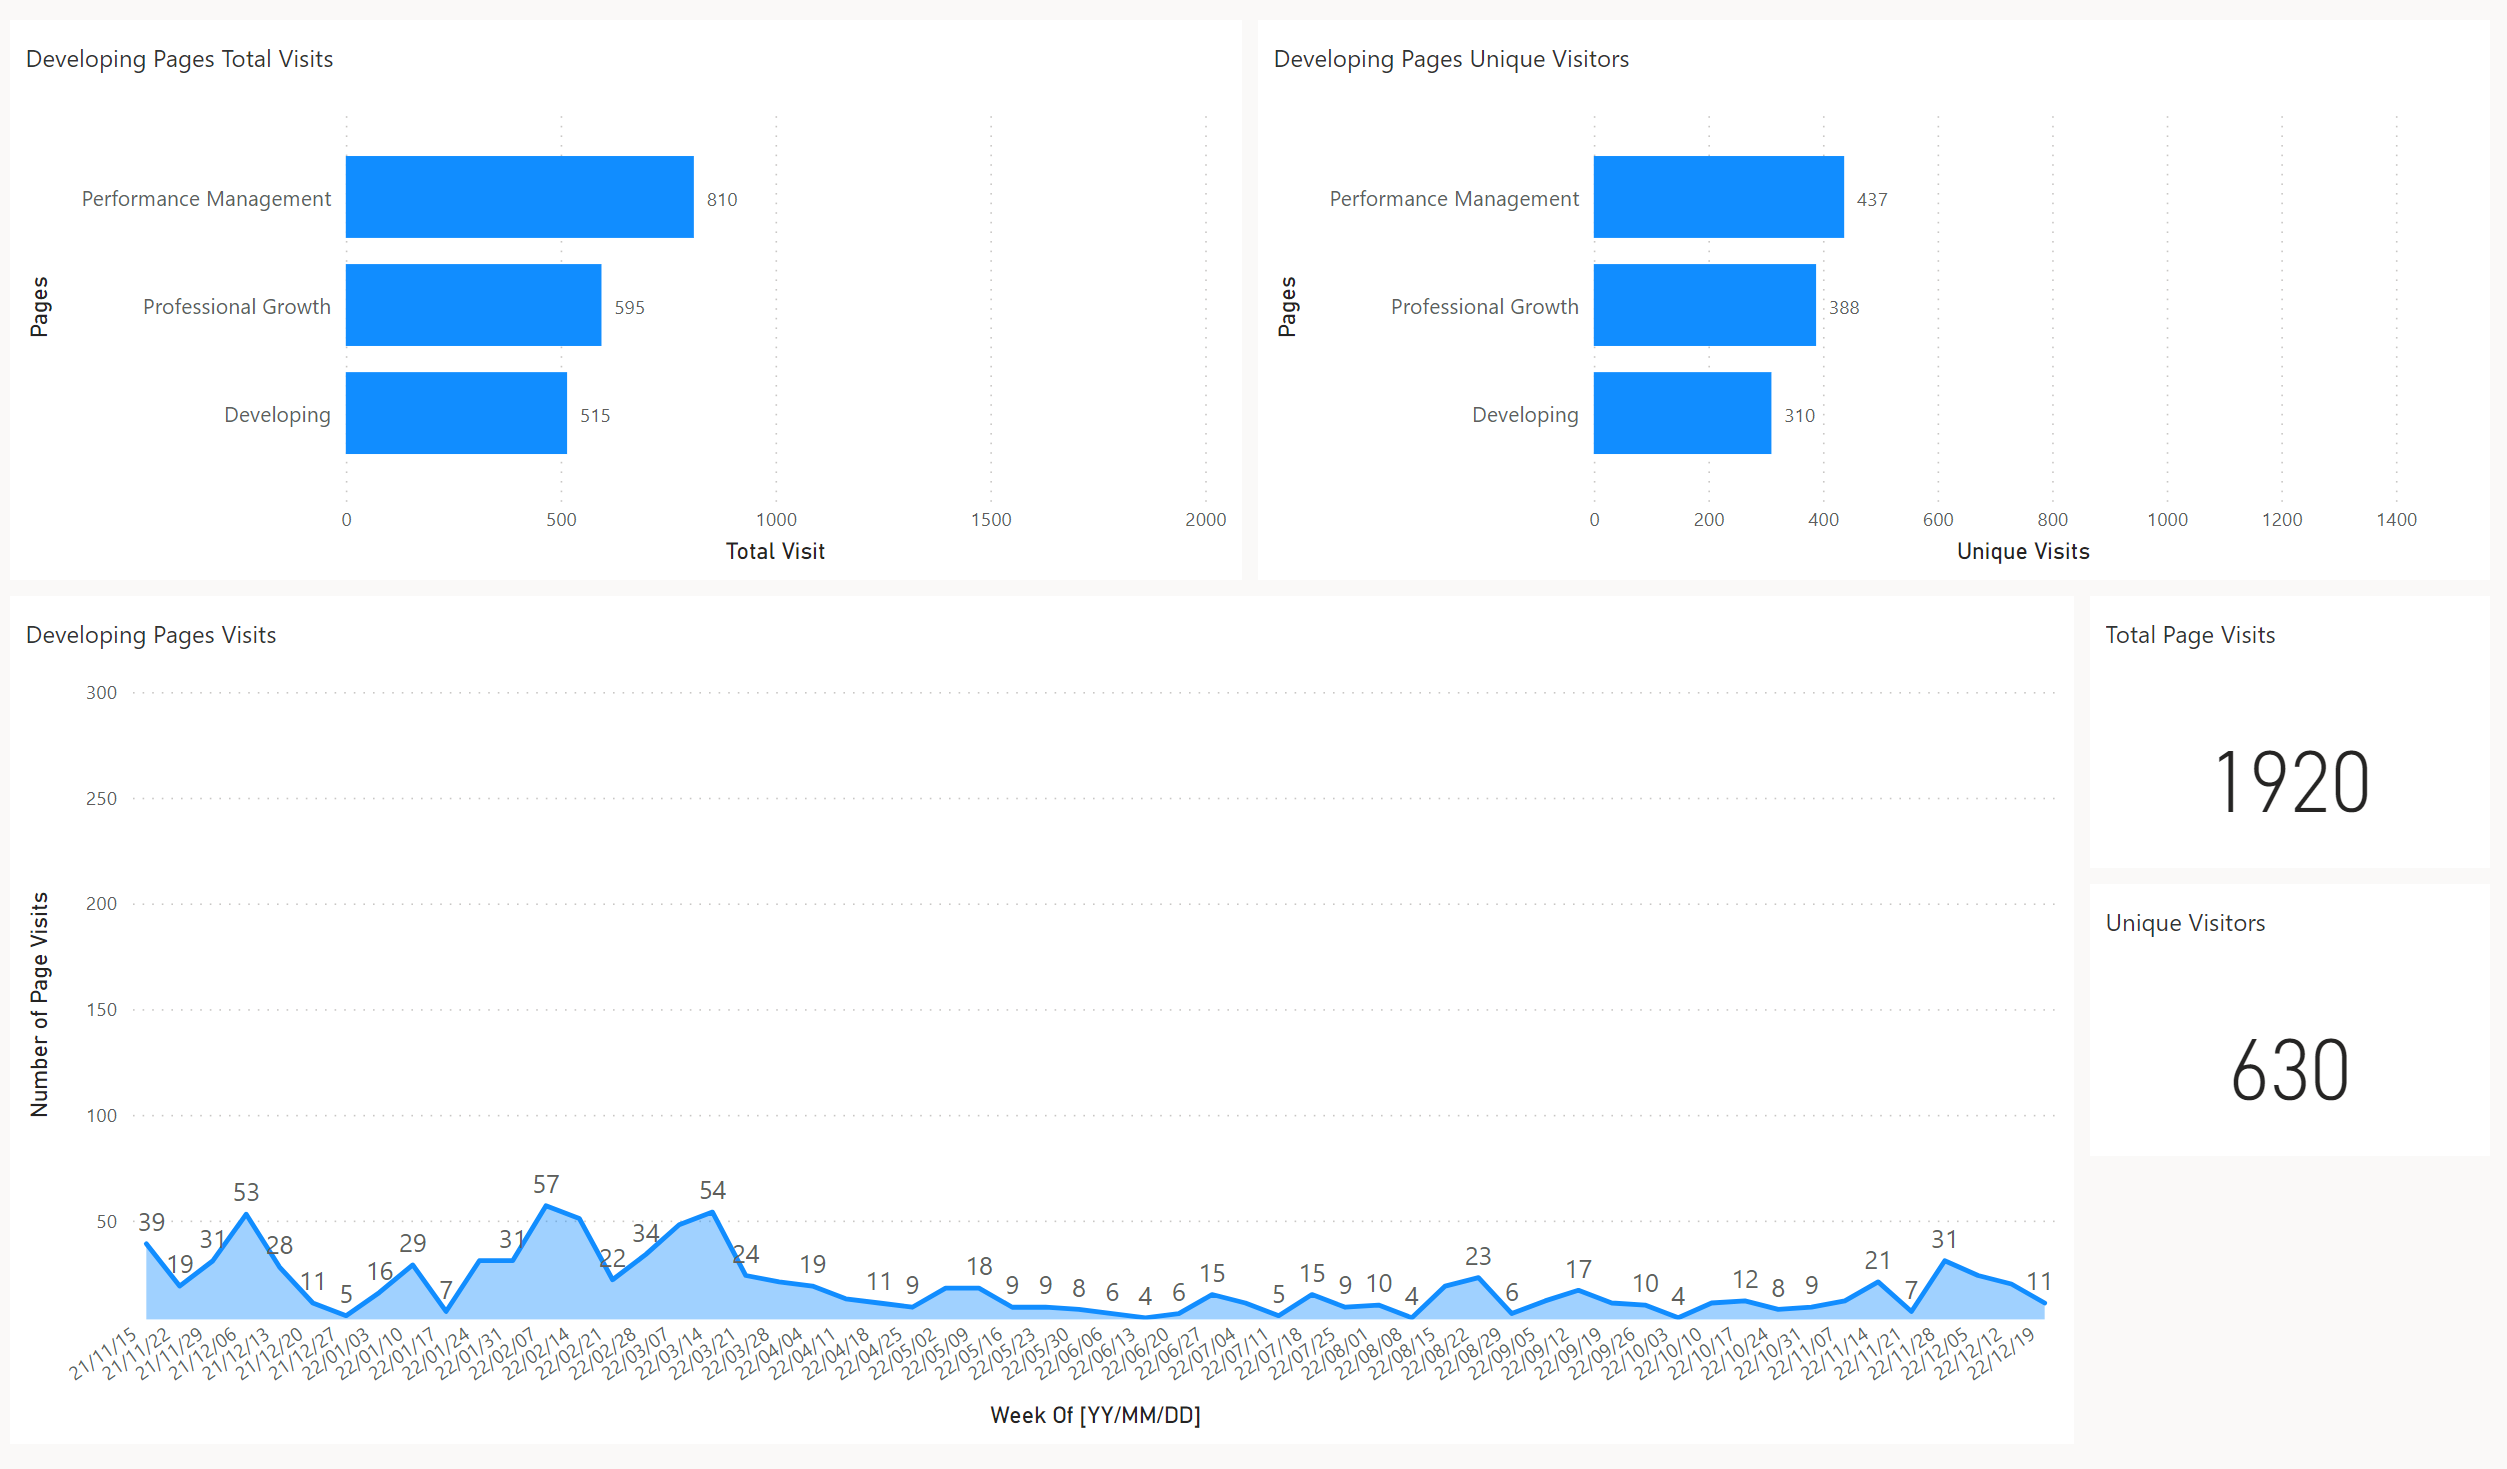 Developing Pages Total Visits
Pages
Performance Management
810
Professional Growth
595
Developing
515
0 500 1000 1500 2000
Total Visit
Developing Pages Unique Visitors
Pages
Performance Management
437
Professional Growth
388
Developing
310
0 200 400 600 800 1000 1200 1400
Unique Visits
Developing Pages Visits
Number of Page Visits
300
250
200
150
100
50
39 19 31 53 28 11 5 16 29 7 31 57 22 34 54 24 19 11 9 18 9 9 8 6 4 6 15 5 15 9 10 4 23 6 17 10 4 12 8 9 21 7 31 11
21/11/15 21/11/22 21/11/29 21/12/06 21/12/13 21/12/20 21/12/27 22/01/03 22/01/10 22/01/17 22/01/24 22/01/31 22/02/07 22/02/14 22/02/21 22/02/28 22/03/07 22/03/14 22/03/21 22/03/28 22/04/04 22/04/11 22/04/18 22/04/25 22/05/02 22/05/09 22/05/16 22/05/23 22/05/30 22/06/06 22/06/13 22/06/20 22/06/27 22/07/04 22/07/11 22/07/18 22/07/25 22/08/01 22/08/08 22/08/15 22/08/22 22/08/29 22/09/05 22/09/12 22/09/19 22/09/26 22/10/03 22/10/10 22/10/17 22/10/24 22/10/31 22/11/07 22/11/14 22/11/21 22/11/28 22/12/05 22/12/12 22/12/19
Week Of [YY/MM/DD]
Total Page Visits
1920
Unique Visitors
630